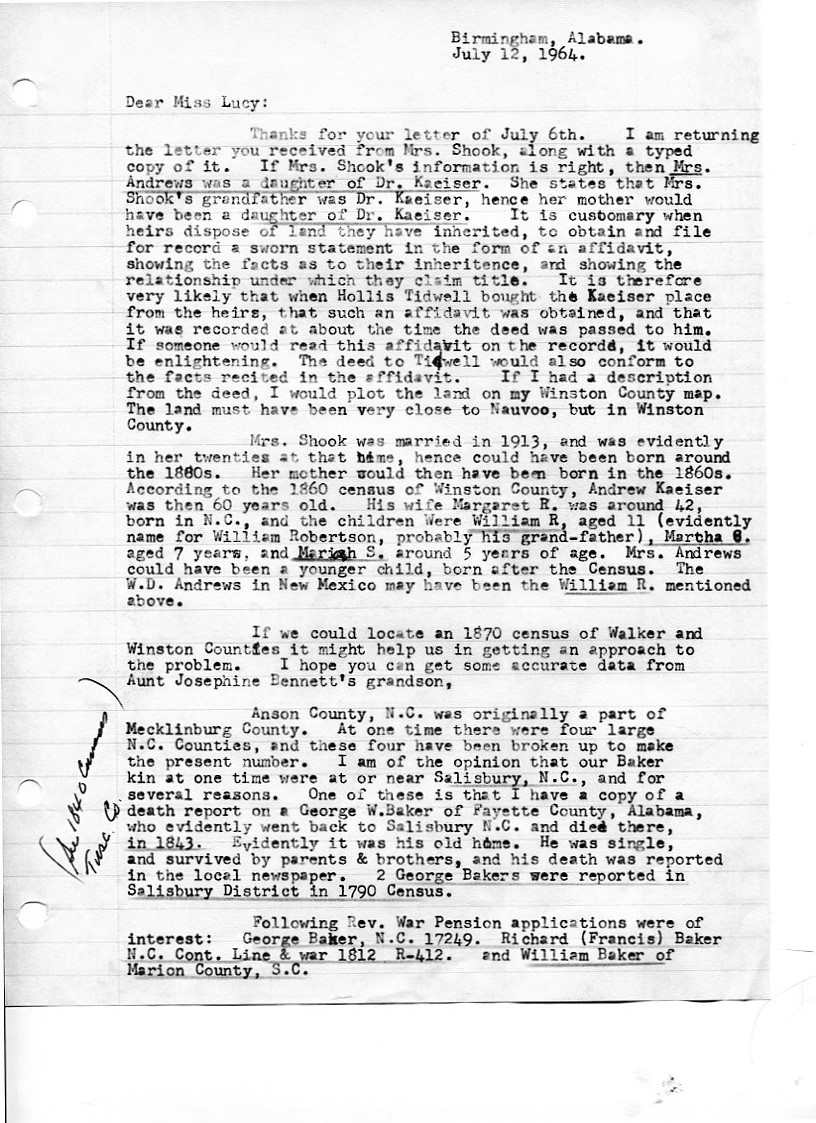 Birmingham, Alabama.
July 12, 1964.
Dear Miss Lucy:
Thanks for your letter of July 6th. I am returning
the letter you received from Mrs. Shook, along with a typed
copy of it. If Mrs. Shook's information is right, then Mrs.
Andrews was a daughter of Dr. Kaeiser. She states that Mrs.
Shook's grandfather was Dr. Kaeiser, hence her mother would
have been a daughter of Dr. Kaeiser. It is customary when
heirs dispose of land they have inherited, to obtain and file
for record a sworn statement in the form of an affidavit,
showing the facts as to their inheritence, and showing the
relationship under which they claim title. It is therefore
very likely that when Hollis Tidwell bought the Kaeiser place
from the heirs, that such an affidavit was obtained, and that
it was recorded at about the time the deed was passed to him.
If someone would read this affidavit on the record, it would
be enlightening. The deed to Tidwell would also conform to
the facts recited in the affidavit. If I had a description
from the deed, I would plot the land on my Winston County map.
The land must have been very close to Nauvoo, but in Winston
County.
Mrs. Shook was married in 1913, and was evidently
in her twenties at that time, hence could have been born around
the 1880s. Her mother would then have been born in the 1860s.
According to the 1860 census of Winston County, Andrew Kaeiser
was then 60 years old. His wife Margaret R. was around 42,
born in N.C., and the children Were William R, aged 11 (evidently
name for William Robertson, probably his grand-father), Martha
aged 7 years, and Mariah S. around 5 years of age. Mrs. Andrews
could have been a younger child, born after the Census. The
W.D. Andrews in New Mexico may have been the William R. mentioned
above.
If we could locate an 1870 census of Walker and
Winston Counties it might help us in getting an approach to
the problem. I hope you can get some accurate data from
Aunt Josephine Bennett's grandson,
Anson County, N.C. was originally a part of
Mecklinburg County. At one time there were four large
N.C. Counties, and these four have been broken up to make
the present number. I am of the opinion that our Baker
kin at one time were at or near Salisbury, N.C., and for
several reasons. One of these is that I have a copy of a
death report on a George W.Baker of Fayette County, Alabama,
who evidently went back to Salisbury N.C. and died there,
in 1843. Evidently it was his old home. He was single,
and survived by parents & brothers, and his death was reported
in the local newspaper. 2 George Bakers were reported in
Salisbury District in 1790 Census.
(See 1840 Census)
Tusc. Co.
Following Rev. War Pension applications were of
interest: George Baker, N.C. 17249. Richard (Francis) Baker
N.C. Cont. Line & war 1812 R-412. and William Baker of
Marion County, S.C.